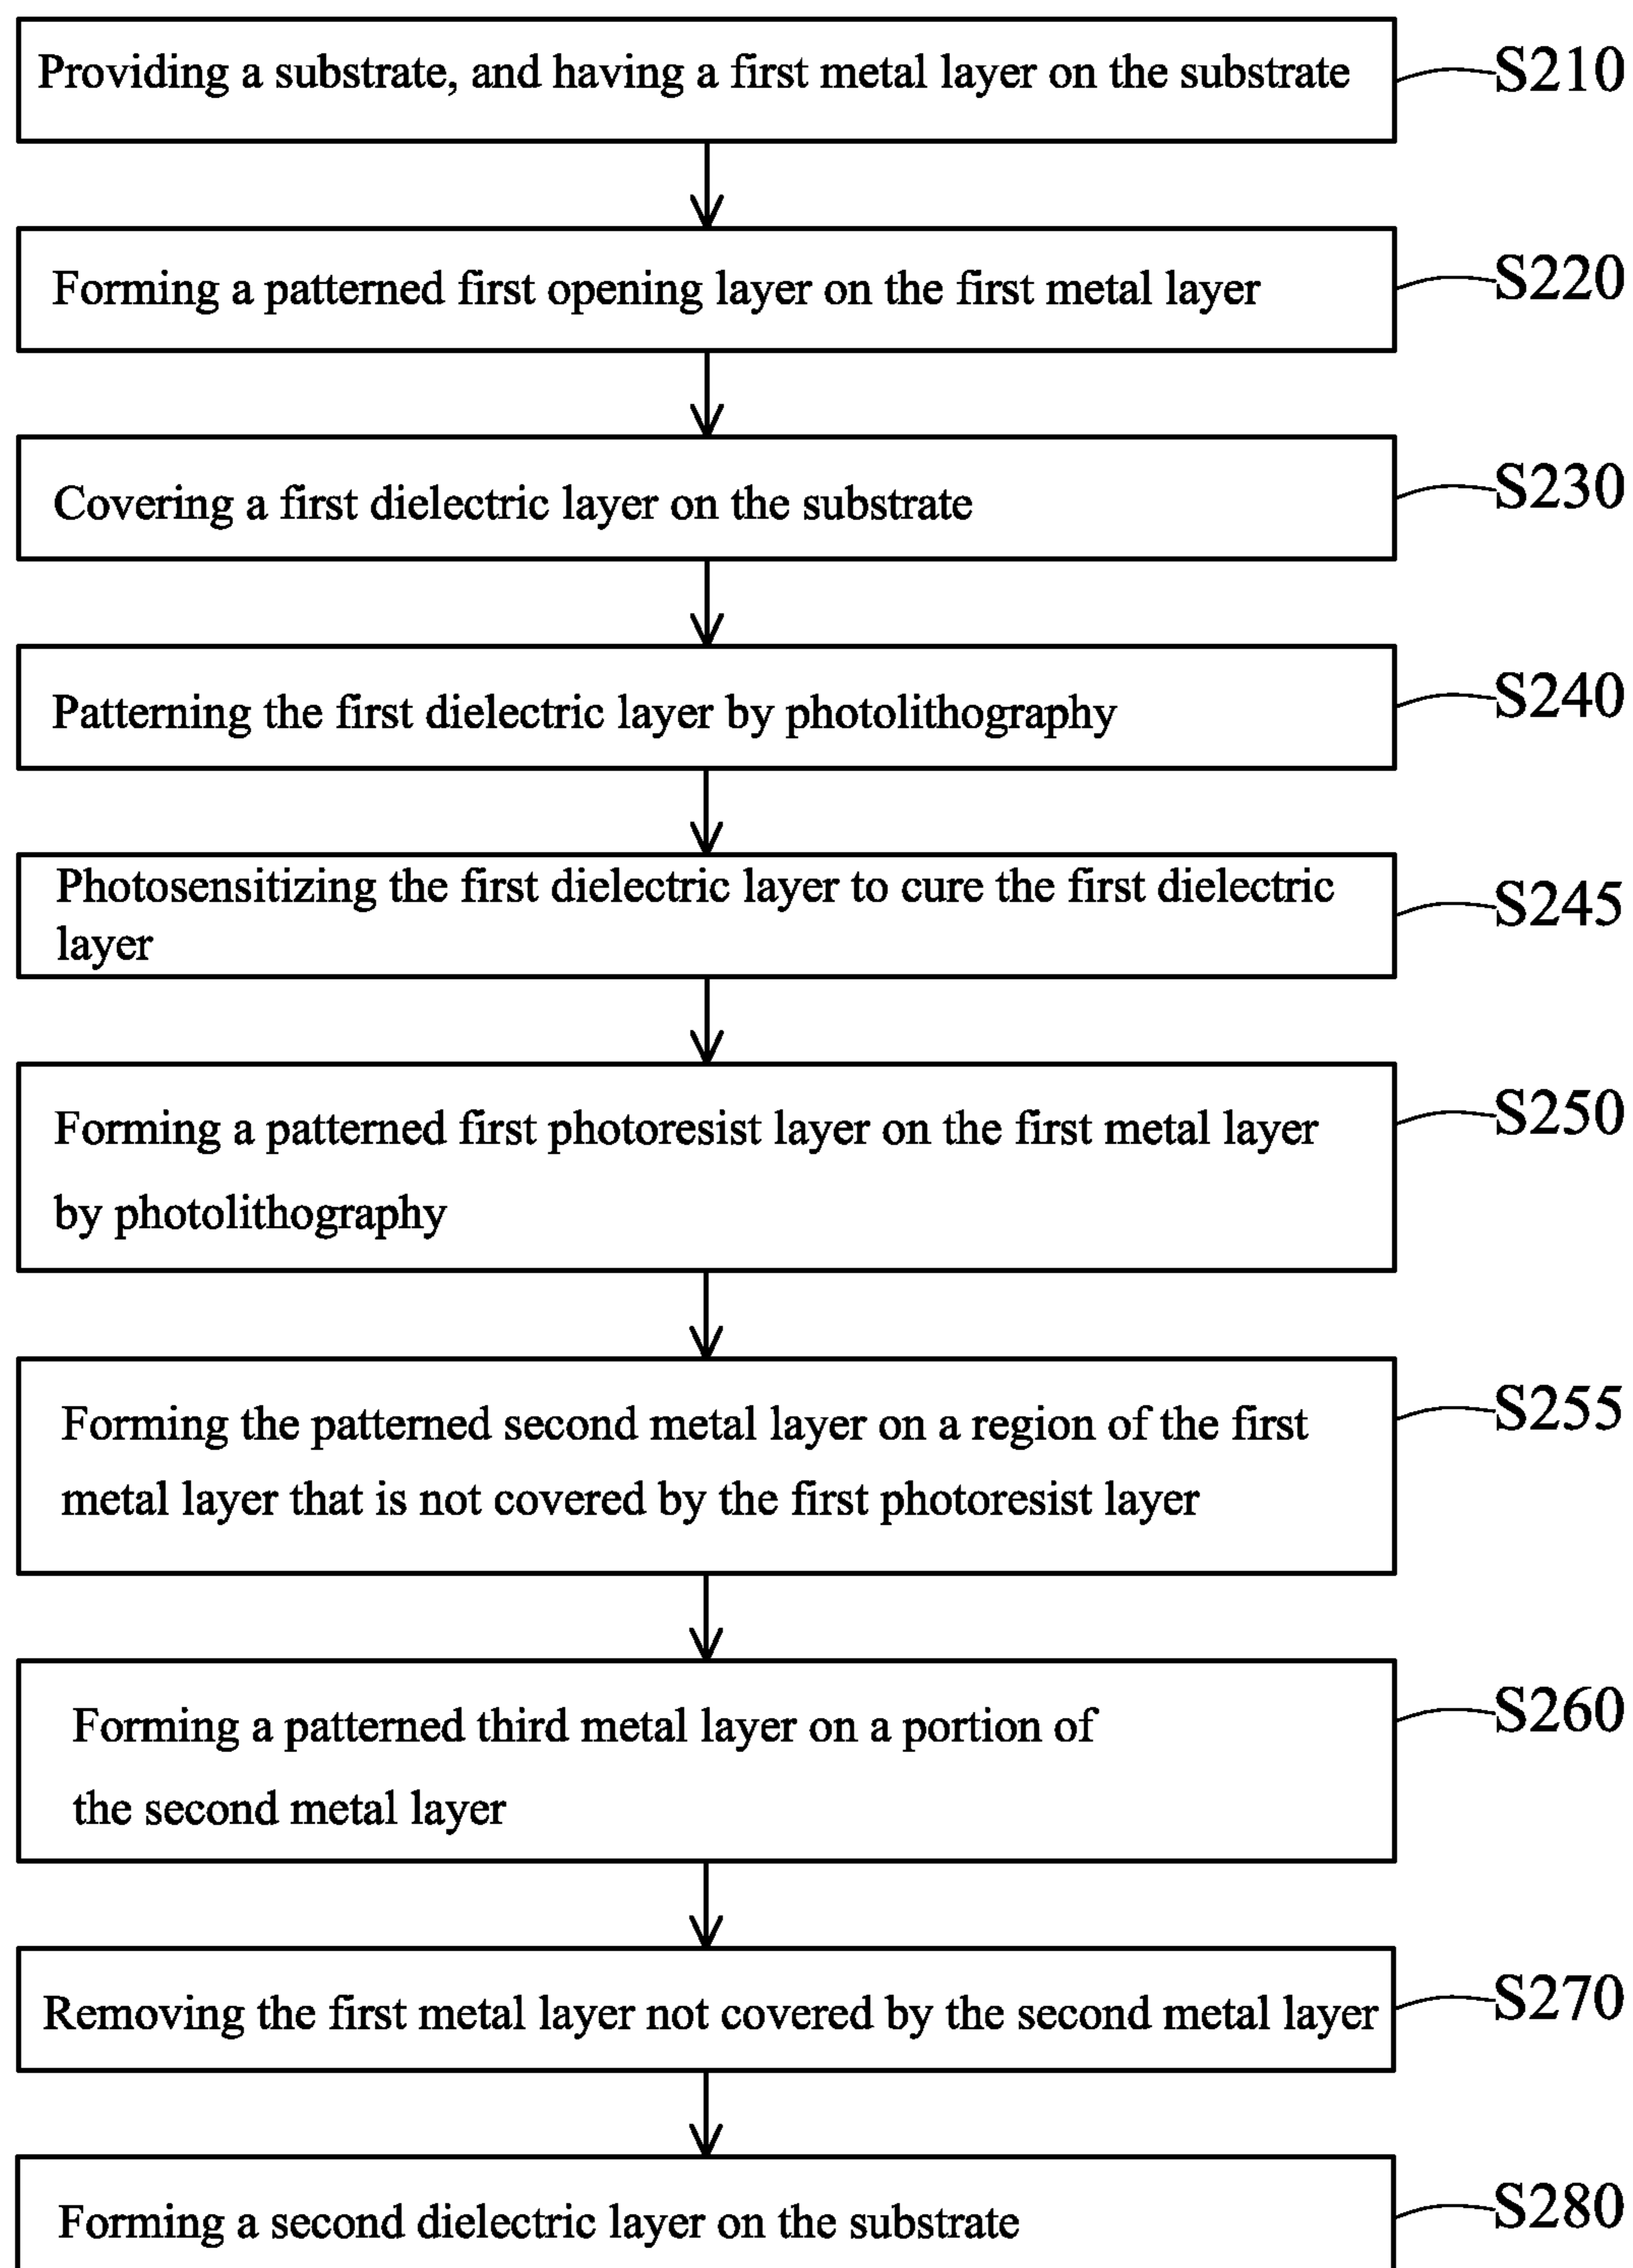 Providing a substrate, and having a first metal layer on the substrate
S210
Forming a patterned first opening layer on the first metal layer
S220
Covering a first dielectric layer on the substrate
S230
Patterning the first dielectric layer by photolithography
S240
Photosensitizing the first dielectric layer to cure the first dielectric
layer
S245
Forming a patterned first photoresist layer on the first metal layer
by photolithography
S250
Forming the patterned second metal layer on a region of the first
metal layer that is not covered by the first photoresist layer
S255
Forming a patterned third metal layer on a portion of
the second metal layer
S260
Removing the first metal layer not covered by the second metal layer
S270
Forming a second dielectric layer on the substrate
S280